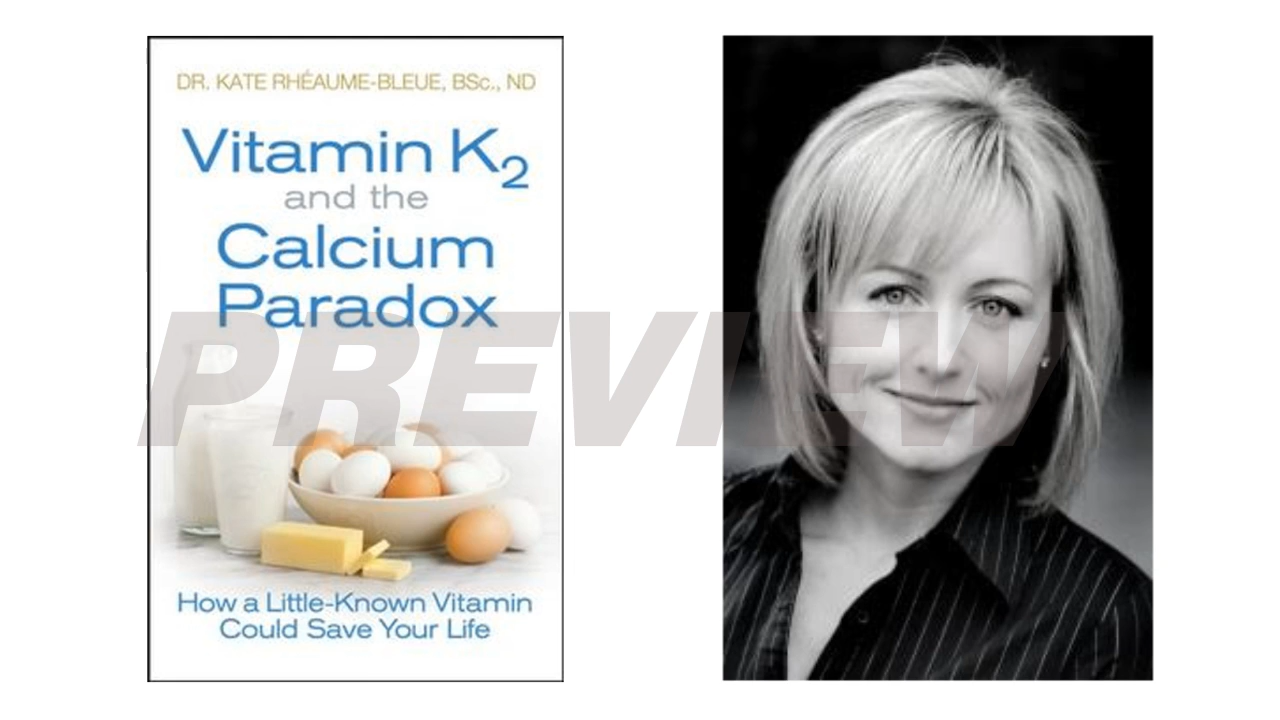 DR. KATE RHÉAUME-BLEUE, BSc., ND
Vitamin K₂
and the
Calcium
Paradox
PREVIEW
How a Little-Known Vitamin
Could Save Your Life